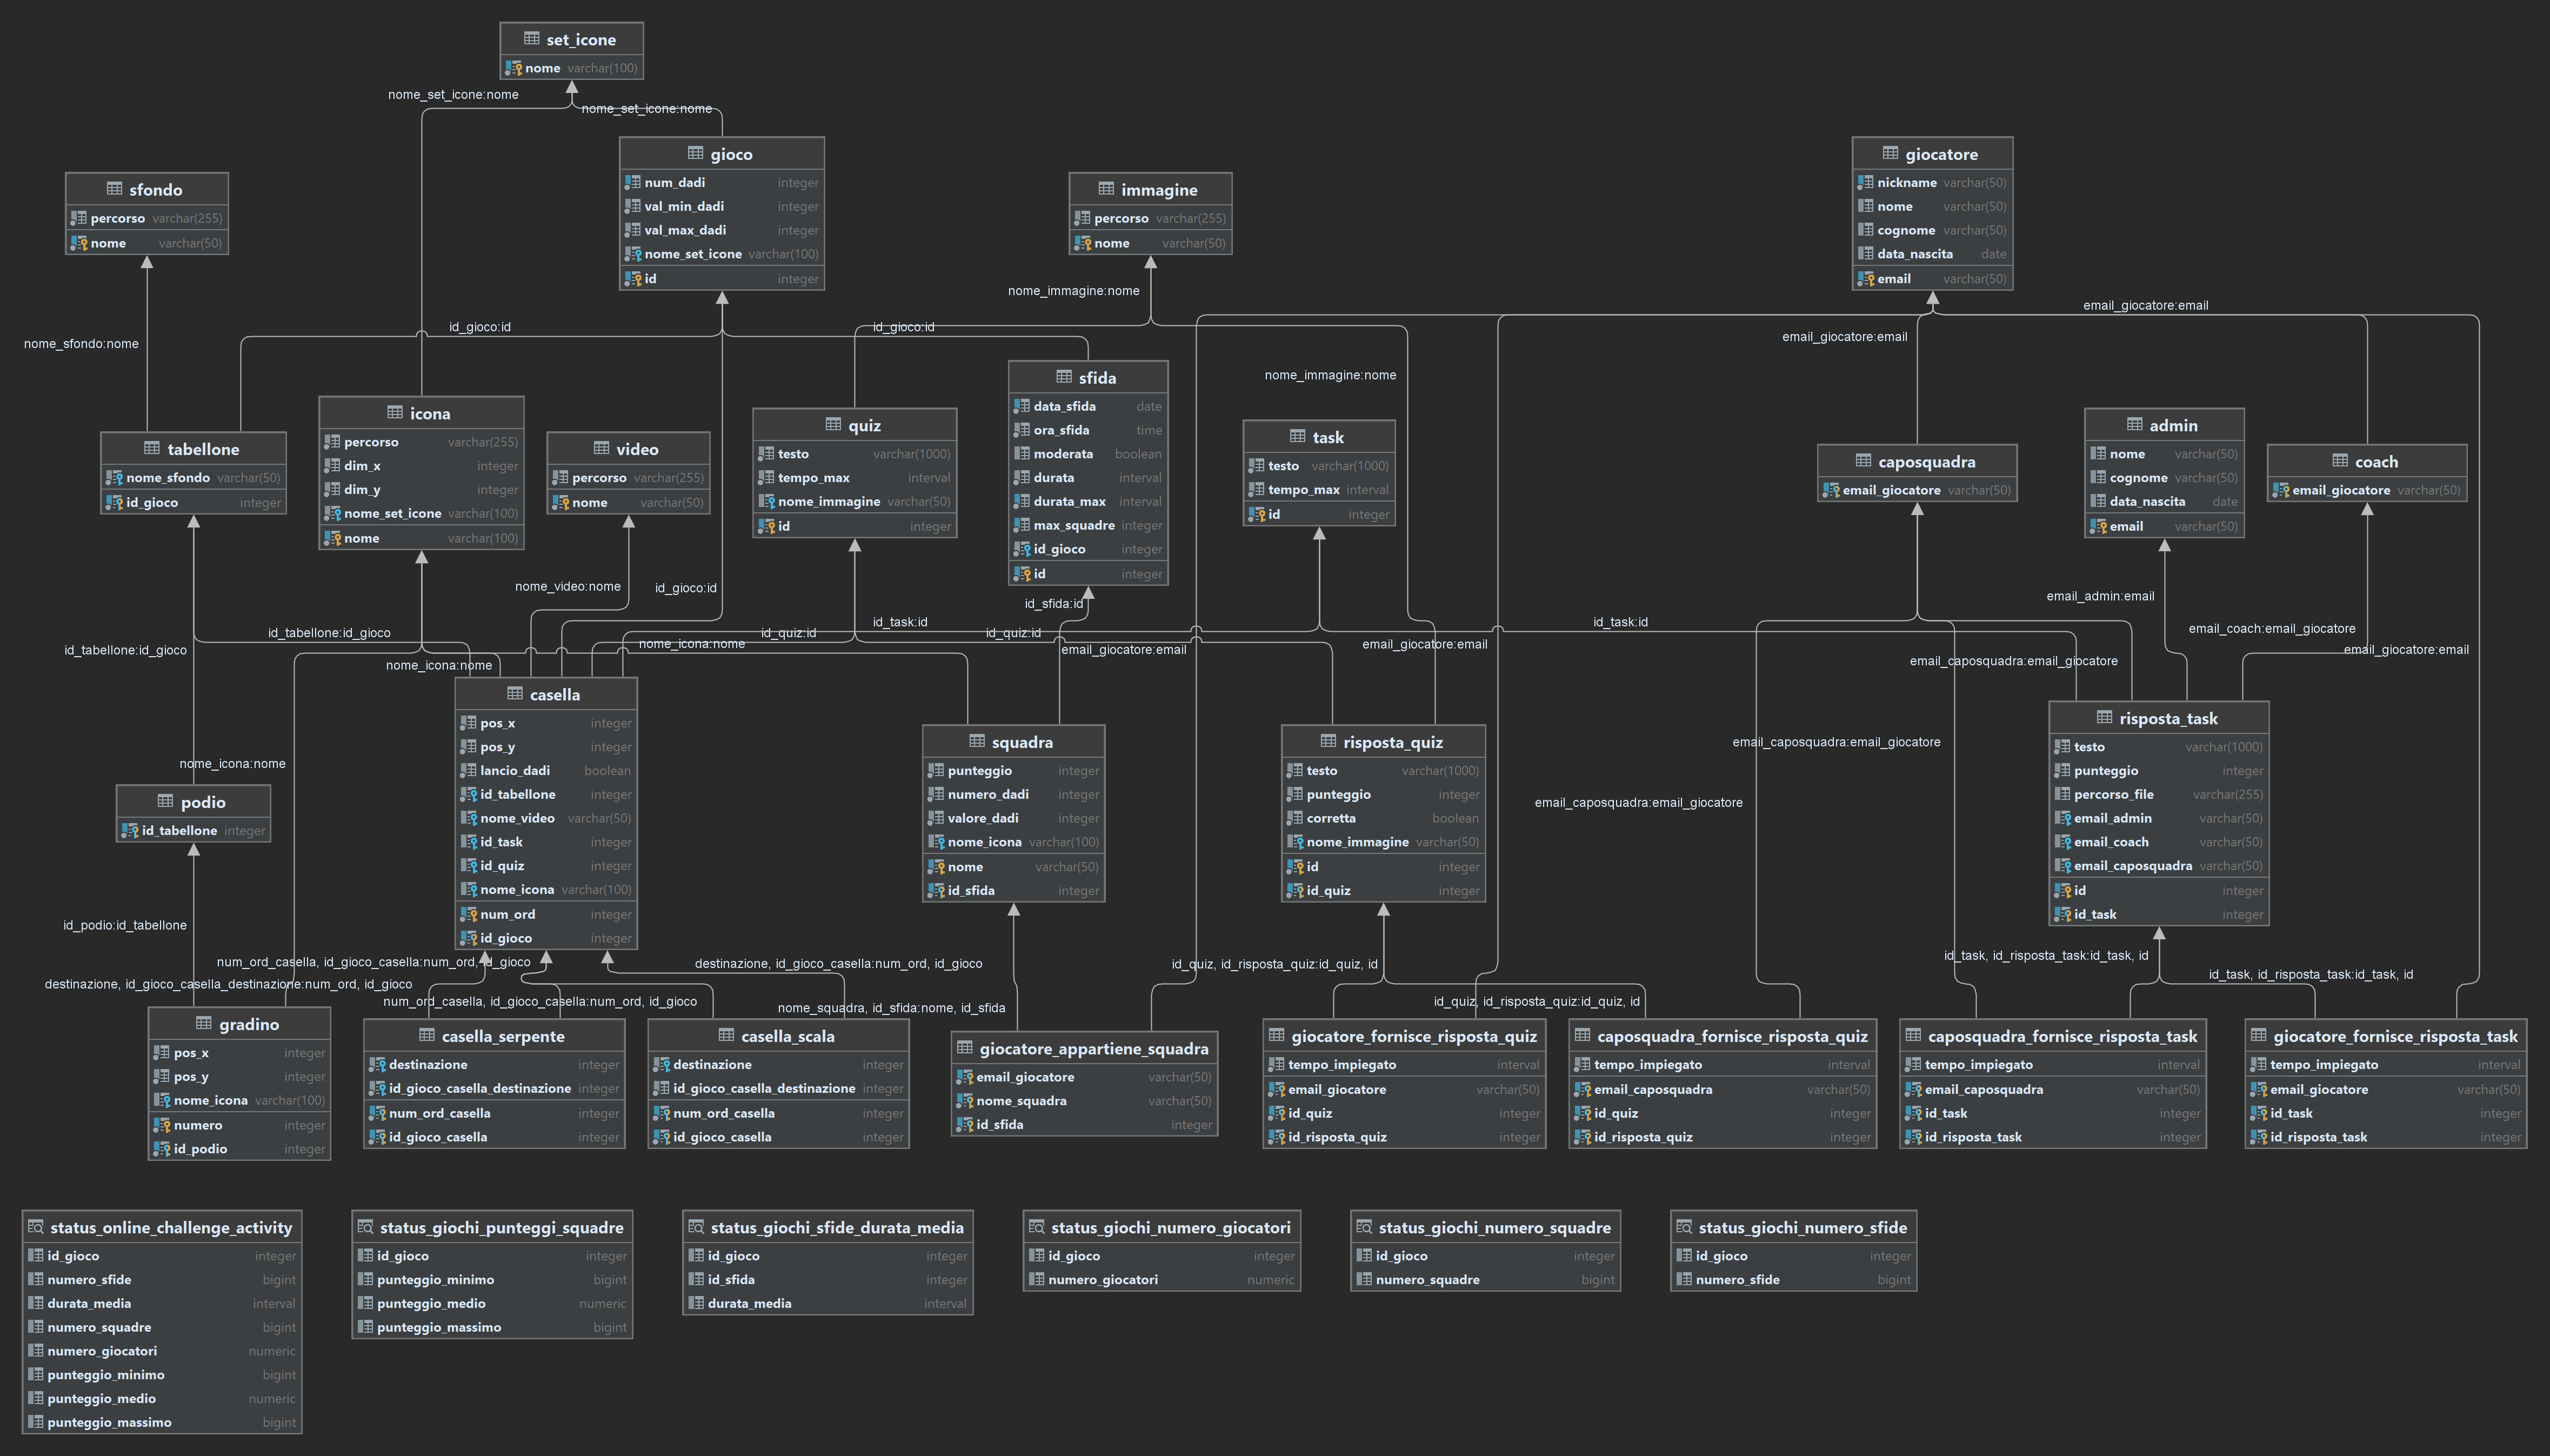 set_icone
nome varchar(100)
nome_set_icone:nome
nome_set_icone:nome
gioco
num_dadi integer
val_min_dadi integer
val_max_dadi integer
nome_set_icone varchar(100)
id integer
giocatore
nickname varchar(50)
nome varchar(50)
cognome varchar(50)
data_nascita date
email varchar(50)
sfondo
percorso varchar(255)
nome varchar(50)
immagine
percorso varchar(255)
nome varchar(50)
nome_immagine:nome
email_giocatore:email
id_gioco:id
id_gioco:id
email_giocatore:email
nome_sfondo:nome
nome_immagine:nome
sfida
data_sfida date
ora_sfida time
moderata boolean
durata interval
durata_max interval
max_squadre integer
id_gioco integer
id integer
icona
percorso varchar(255)
dim_x integer
dim_y integer
nome_set_icone varchar(100)
nome varchar(100)
quiz
testo varchar(1000)
tempo_max interval
nome_immagine varchar(50)
id integer
task
testo varchar(1000)
tempo_max interval
id integer
admin
nome varchar(50)
cognome varchar(50)
data_nascita date
email varchar(50)
tabellone
nome_sfondo varchar(50)
id_gioco integer
video
percorso varchar(255)
nome varchar(50)
caposquadra
email_giocatore varchar(50)
coach
email_giocatore varchar(50)
nome_video:nome
id_gioco:id
id_sfida:id
email_admin:email
id_task:id
id_task:id
id_tabellone:id_gioco
id_quiz:id
id_quiz:id
email_coach:email_giocatore
nome_icona:nome
email_giocatore:email
id_tabellone:id_gioco
email_giocatore:email
email_giocatore:email
nome_icona:nome
email_caposquadra:email_giocatore
casella
pos_x integer
pos_y integer
lancio_dadi boolean
id_tabellone integer
nome_video varchar(50)
id_task integer
id_quiz integer
nome_icona varchar(100)
num_ord integer
id_gioco integer
squadra
punteggio integer
numero_dadi integer
valore_dadi integer
nome_icona varchar(100)
nome varchar(50)
id_sfida integer
risposta_quiz
testo varchar(1000)
punteggio integer
corretta boolean
nome_immagine varchar(50)
id integer
id_quiz integer
risposta_task
testo varchar(1000)
punteggio integer
percorso_file varchar(255)
email_admin varchar(50)
email_coach varchar(50)
email_caposquadra varchar(50)
id integer
id_task integer
email_caposquadra:email_giocatore
nome_icona:nome
email_caposquadra:email_giocatore
podio
id_tabellone integer
id_podio:id_tabellone
num_ord_casella, id_gioco_casella:num_ord, id_gioco
destinazione, id_gioco_casella:num_ord, id_gioco
id_quiz, id_risposta_quiz:id_quiz, id
id_task, id_risposta_task:id_task, id
id_task, id_risposta_task:id_task, id
destinazione, id_gioco_casella_destinazione:num_ord, id_gioco
num_ord_casella, id_gioco_casella:num_ord, id_gioco
nome_squadra, id_sfida:nome, id_sfida
id_quiz, id_risposta_quiz:id_quiz, id
gradino
pos_x integer
pos_y integer
nome_icona varchar(100)
numero integer
id_podio integer
casella_serpente
destinazione integer
id_gioco_casella_destinazione integer
num_ord_casella integer
id_gioco_casella integer
casella_scala
destinazione integer
id_gioco_casella_destinazione integer
num_ord_casella integer
id_gioco_casella integer
giocatore_appartiene_squadra
email_giocatore varchar(50)
nome_squadra varchar(50)
id_sfida integer
giocatore_fornisce_risposta_quiz
tempo_impiegato interval
email_giocatore varchar(50)
id_quiz integer
id_risposta_quiz integer
caposquadra_fornisce_risposta_quiz
tempo_impiegato interval
email_caposquadra varchar(50)
id_quiz integer
id_risposta_quiz integer
caposquadra_fornisce_risposta_task
tempo_impiegato interval
email_caposquadra varchar(50)
id_task integer
id_risposta_task integer
giocatore_fornisce_risposta_task
tempo_impiegato interval
email_giocatore varchar(50)
id_task integer
id_risposta_task integer
status_online_challenge_activity
id_gioco integer
numero_sfide bigint
durata_media interval
numero_squadre bigint
numero_giocatori numeric
punteggio_minimo bigint
punteggio_medio numeric
punteggio_massimo bigint
status_giochi_punteggi_squadre
id_gioco integer
punteggio_minimo bigint
punteggio_medio numeric
punteggio_massimo bigint
status_giochi_sfide_durata_media
id_gioco integer
id_sfida integer
durata_media interval
status_giochi_numero_giocatori
id_gioco integer
numero_giocatori numeric
status_giochi_numero_squadre
id_gioco integer
numero_squadre bigint
status_giochi_numero_sfide
id_gioco integer
numero_sfide bigint